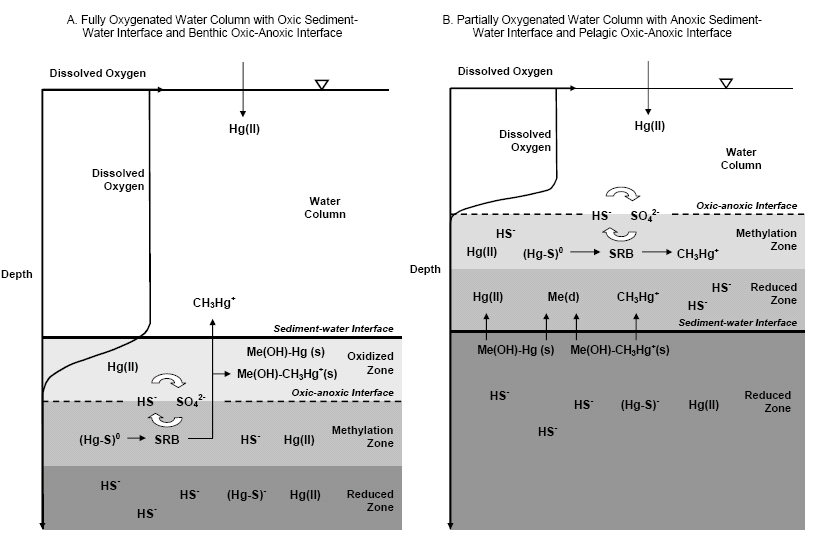 A. Fully Oxygenated Water Column with Oxic Sediment-
Water Interface and Benthic Oxic-Anoxic Interface
Dissolved Oxygen
Hg(II)
Dissolved
Oxygen
Water
Column
Depth
CH₃Hg⁺
Sediment-water Interface
Me(OH)-Hg (s)
Oxidized
Zone
Hg(II)
Me(OH)-CH₃Hg⁺(s)
Oxic-anoxic Interface
HS⁻ SO₄²⁻
Methylation
Zone
(Hg-S)⁰ SRB HS⁻ Hg(II)
HS⁻
HS⁻ (Hg-S)⁻ Hg(II)
Reduced
Zone
HS⁻
B. Partially Oxygenated Water Column with Anoxic Sediment-
Water Interface and Pelagic Oxic-Anoxic Interface
Dissolved Oxygen
Hg(II)
Dissolved
Oxygen
Water
Column
Oxic-anoxic Interface
HS⁻ SO₄²⁻
HS⁻
Methylation
Zone
Hg(II) (Hg-S)⁰ SRB CH₃Hg⁺
Depth
HS⁻
Reduced
Zone
Hg(II) Me(d) CH₃Hg⁺
HS⁻
Sediment-water Interface
Me(OH)-Hg (s) Me(OH)-CH₃Hg⁺(s)
HS⁻
Reduced
Zone
HS⁻ (Hg-S)⁻ Hg(II)
HS⁻